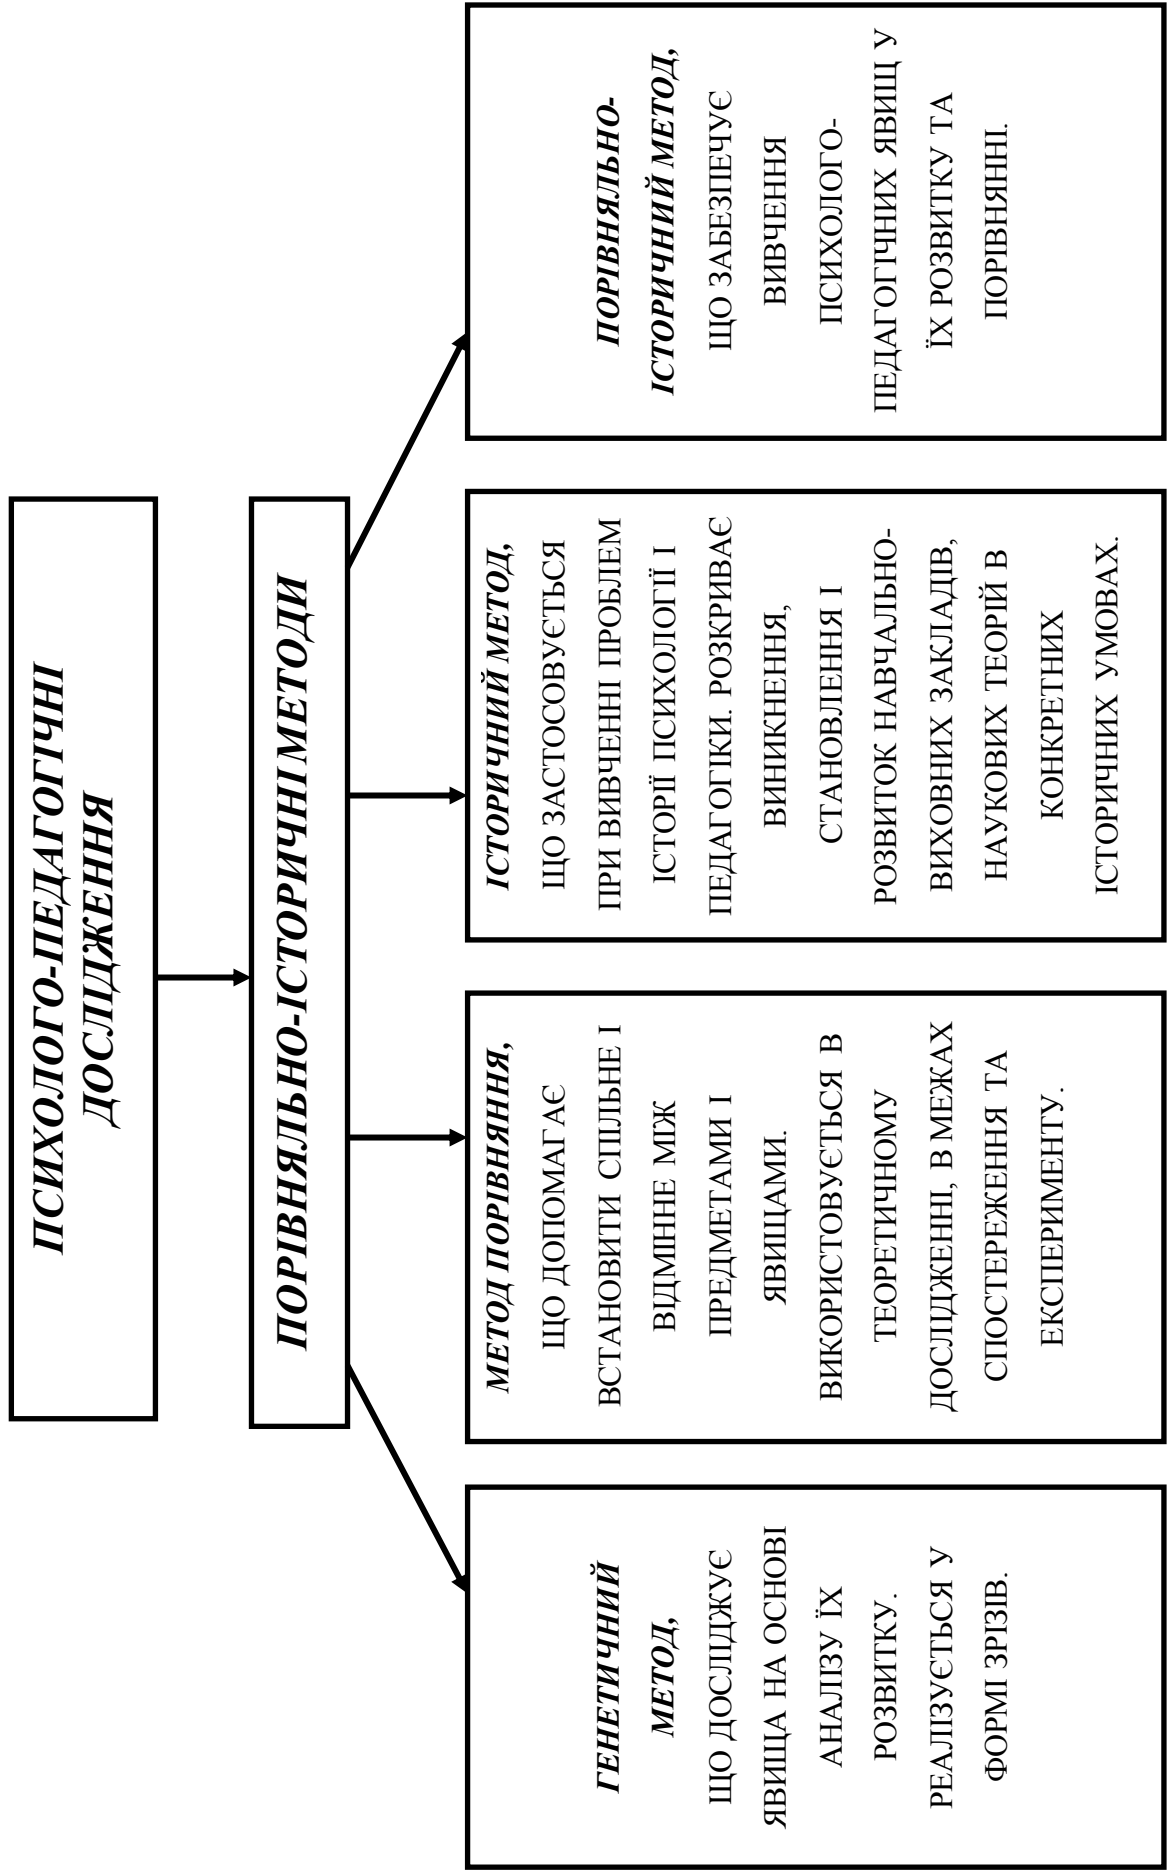 ПСИХОЛОГО-ПЕДАГОГІЧНІ
ДОСЛІДЖЕННЯ
ПОРІВНЯЛЬНО-ІСТОРИЧНІ МЕТОДИ
ГЕНЕТИЧНИЙ
МЕТОД,
ЩО ДОСЛІДЖУЄ
ЯВИЩА НА ОСНОВІ
АНАЛІЗУ ЇХ
РОЗВИТКУ.
РЕАЛІЗУЄТЬСЯ У
ФОРМІ ЗРІЗІВ.
МЕТОД ПОРІВНЯННЯ,
ЩО ДОПОМАГАЄ
ВСТАНОВИТИ СПІЛЬНЕ І
ВІДМІННЕ МІЖ
ПРЕДМЕТАМИ І
ЯВИЩАМИ.
ВИКОРИСТОВУЄТЬСЯ В
ТЕОРЕТИЧНОМУ
ДОСЛІДЖЕННІ, В МЕЖАХ
СПОСТЕРЕЖЕННЯ ТА
ЕКСПЕРИМЕНТУ.
ІСТОРИЧНИЙ МЕТОД,
ЩО ЗАСТОСОВУЄТЬСЯ
ПРИ ВИВЧЕННІ ПРОБЛЕМ
ІСТОРІЇ ПСИХОЛОГІЇ І
ПЕДАГОГІКИ. РОЗКРИВАЄ
ВИНИКНЕННЯ,
СТАНОВЛЕННЯ І
РОЗВИТОК НАВЧАЛЬНО-
ВИХОВНИХ ЗАКЛАДІВ,
НАУКОВИХ ТЕОРІЙ В
КОНКРЕТНИХ
ІСТОРИЧНИХ УМОВАХ.
ПОРІВНЯЛЬНО-
ІСТОРИЧНИЙ МЕТОД,
ЩО ЗАБЕЗПЕЧУЄ
ВИВЧЕННЯ
ПСИХОЛОГО-
ПЕДАГОГІЧНИХ ЯВИЩ У
ЇХ РОЗВИТКУ ТА
ПОРІВНЯННІ.